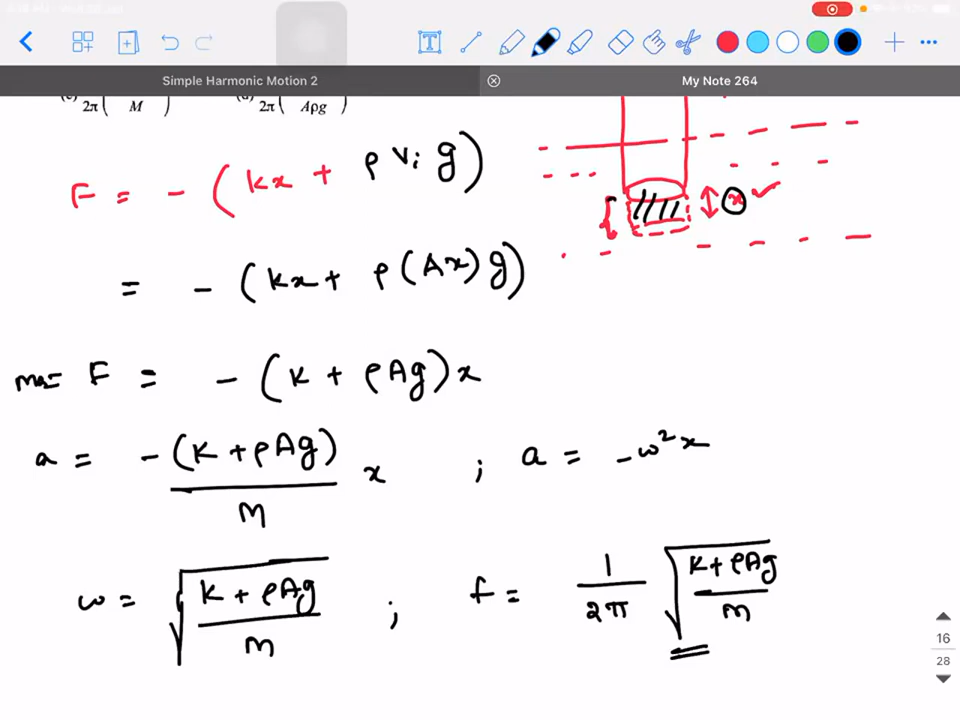 Simple Harmonic Motion 2
My Note 264
2π( M ) 2π( Aρg )
F = - (kx + ρ Vi g)
x
= - (kx + ρ(Ax)g)
ma = F = - (k + ρAg)x
a = - (k + ρAg) / m x ; a = -ω²x
ω = √(k + ρAg / m) ; f = 1/2π √(k + ρAg / m)
16
28